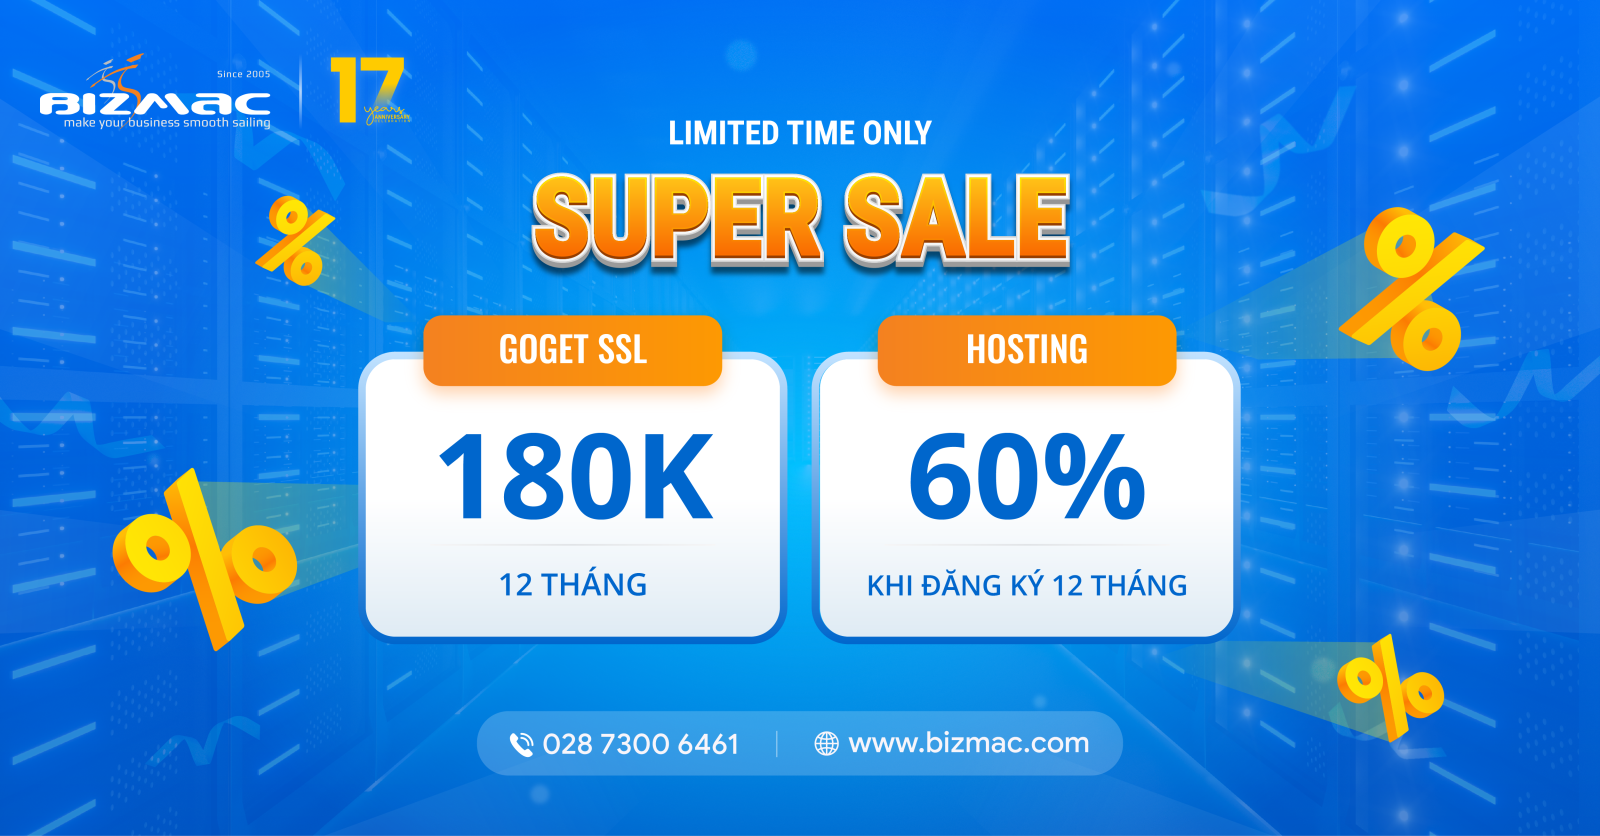 Since 2005
BIZMAC
make your business smooth sailing
17
years
ANNIVERSARY
LIMITED TIME ONLY
SUPER SALE
GOGET SSL
180K
12 THÁNG
HOSTING
60%
KHI ĐĂNG KÝ 12 THÁNG
028 7300 6461
www.bizmac.com